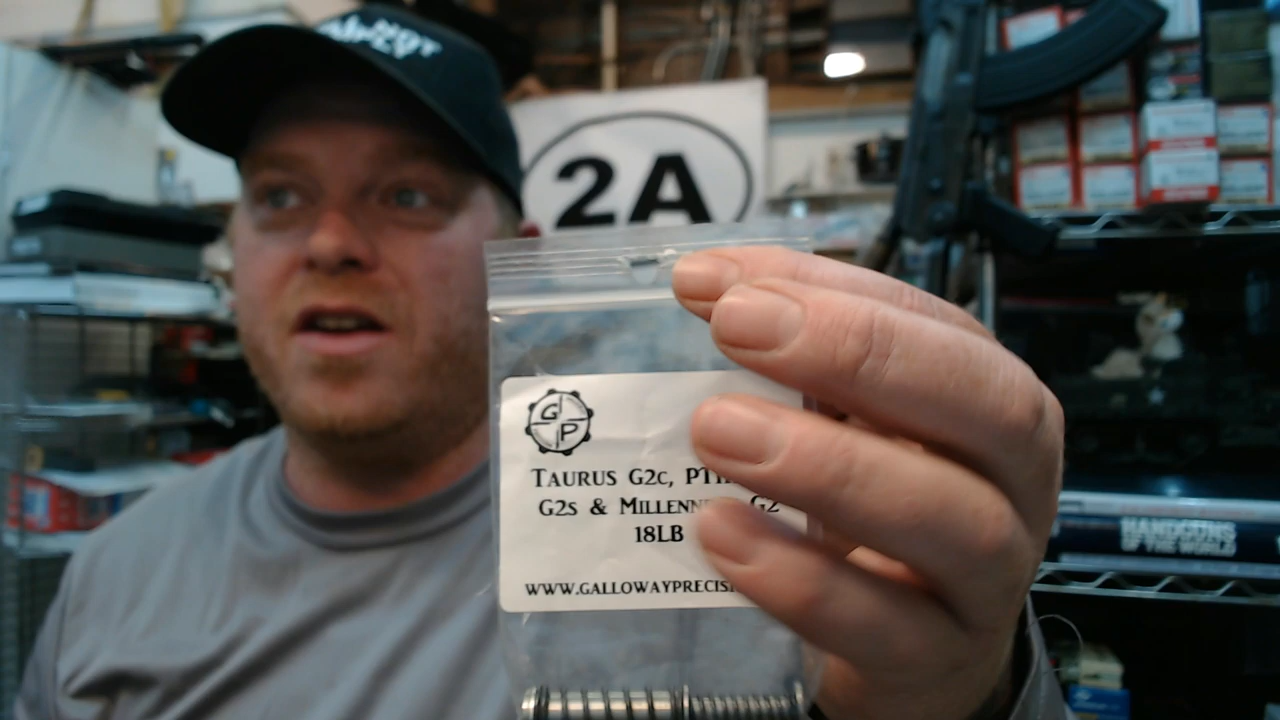 2A
G P
TAURUS G2C, PT1
G2S & MILLENN G2
18LB
WWW.GALLOWAYPRECIS
HANDGUNS
OF THE WORLD